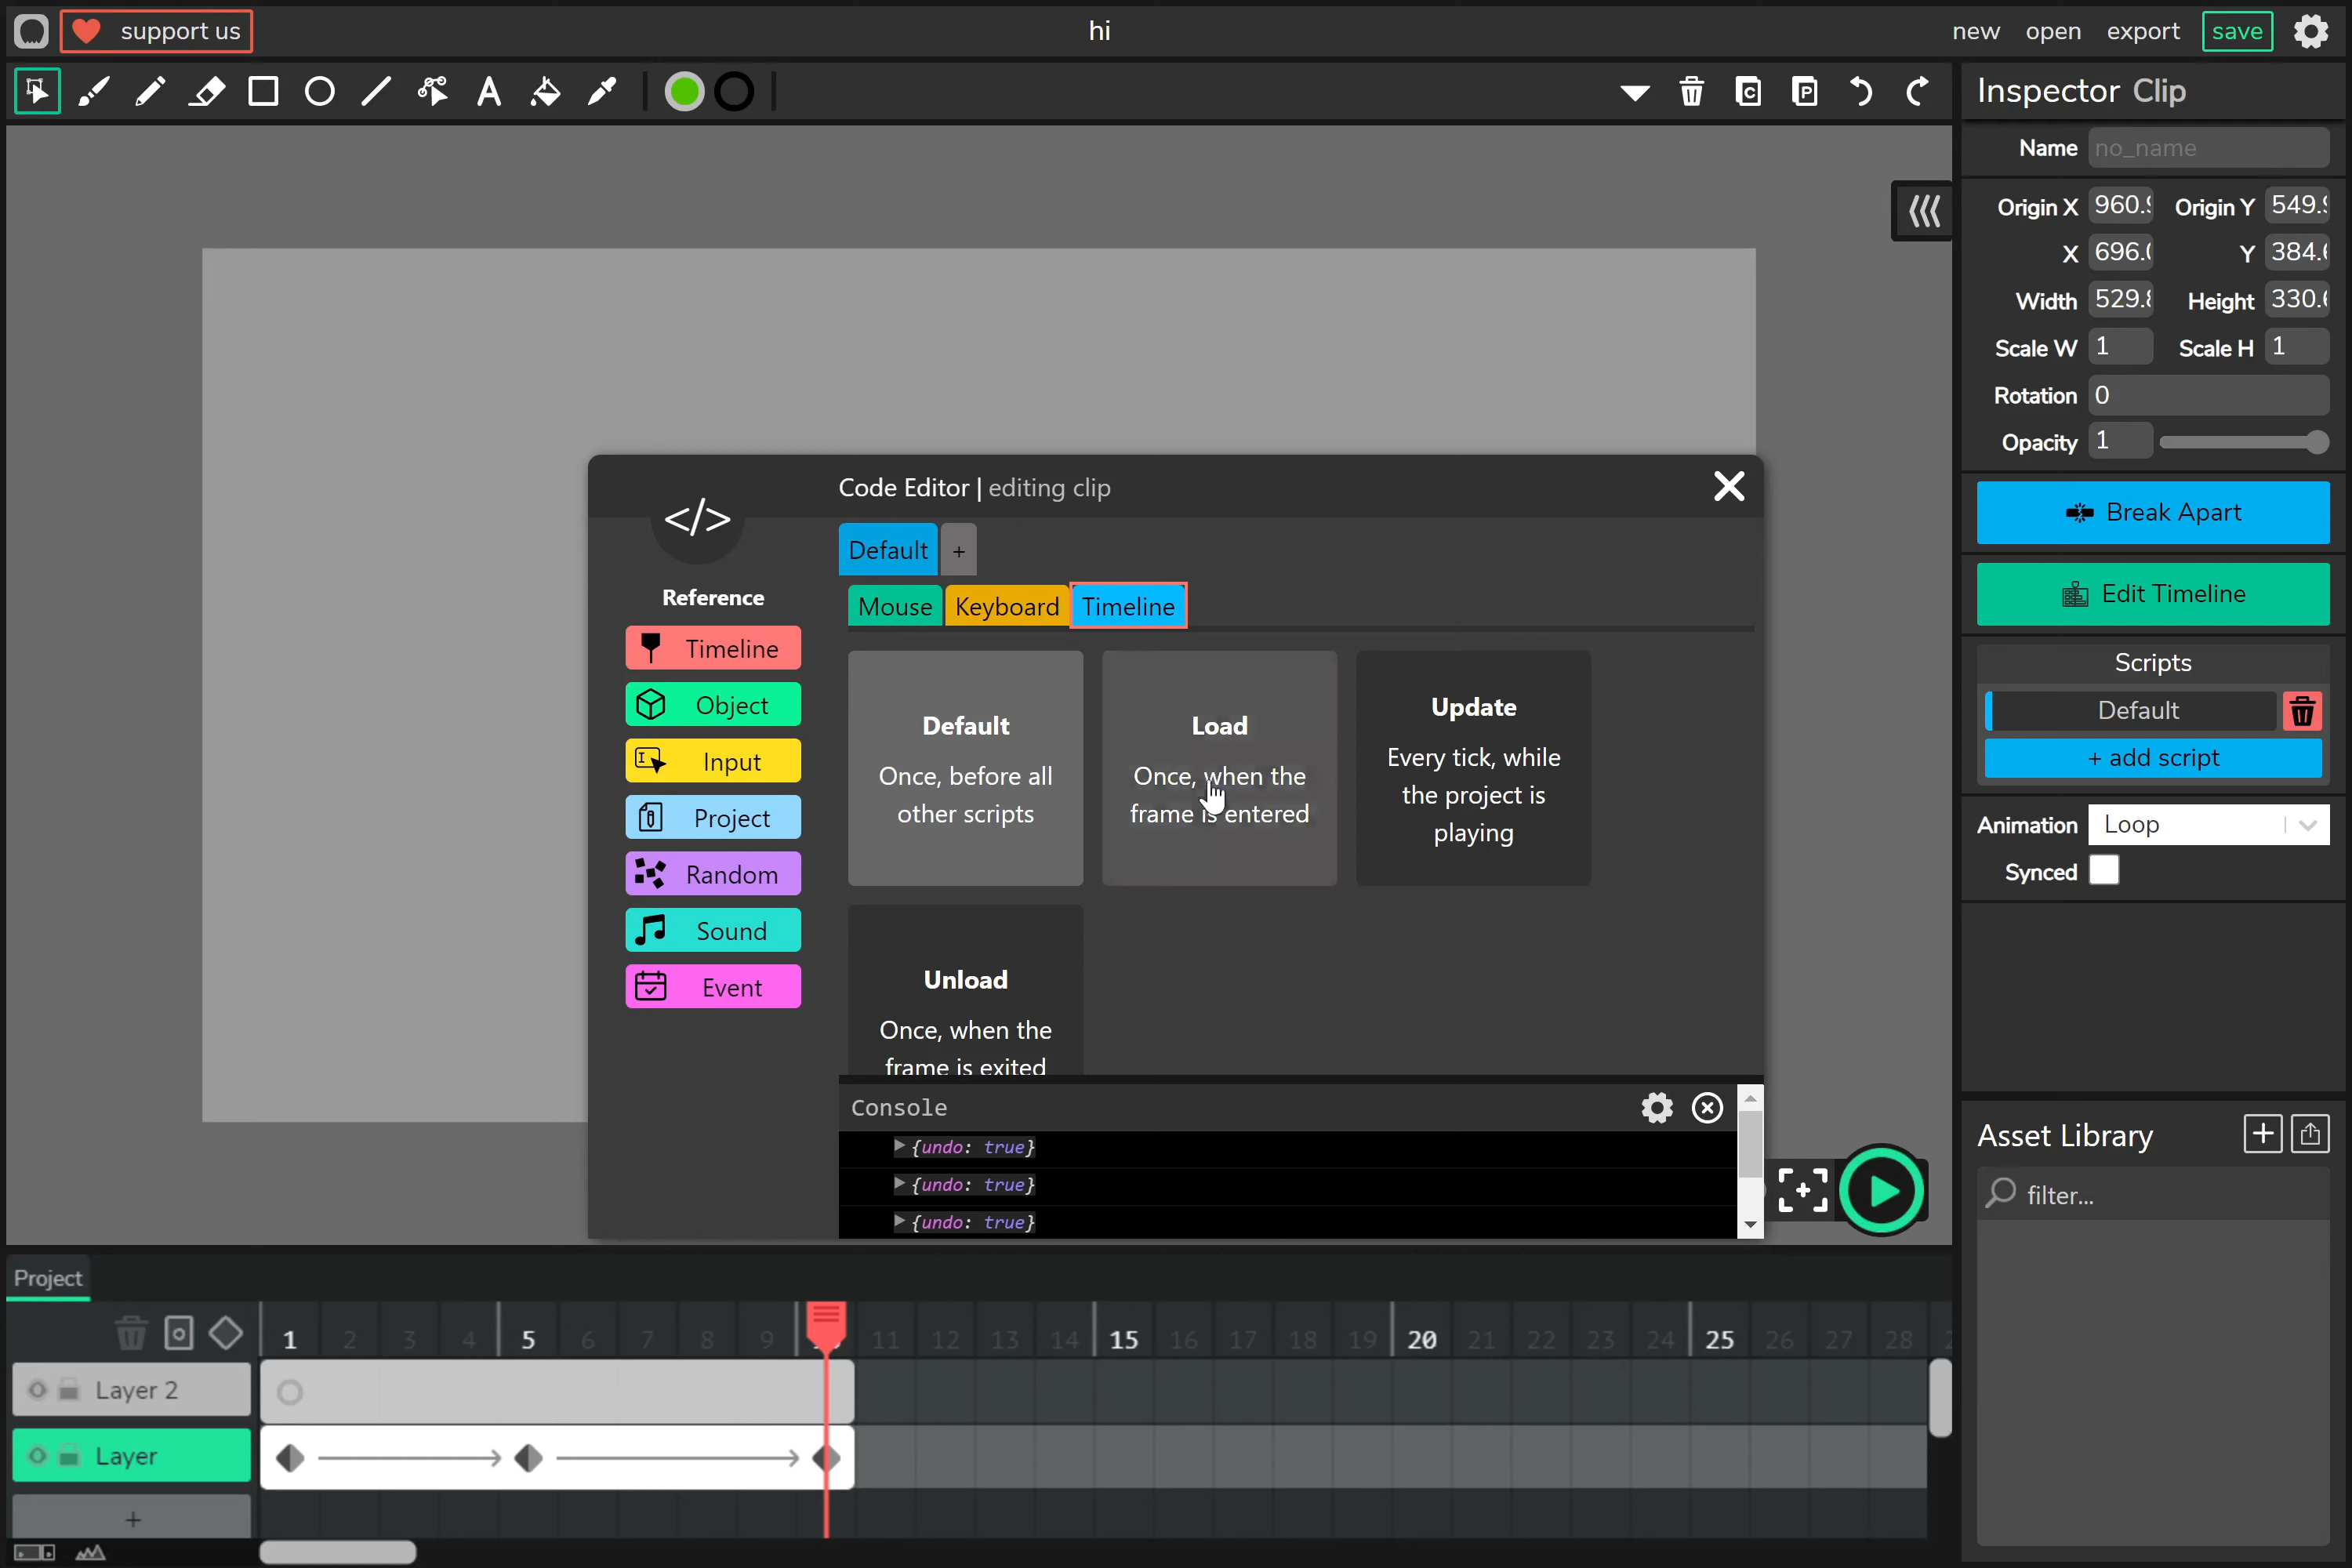 support us
hi
new open export save
C
P
Inspector Clip
Name no_name
Origin X 960. Origin Y 549.
X 696. Y 384.
Width 529. Height 330.
Scale W 1 Scale H 1
Rotation 0
Opacity 1
Break Apart
Edit Timeline
Scripts
Default
+ add script
Animation Loop
Synced
Asset Library
filter...
</> Code Editor | editing clip
Default +
Mouse Keyboard Timeline
Reference
Timeline
Object
Input
Project
Random
Sound
Event
Default
Once, before all
other scripts
Load
Once, when the
frame is entered
Update
Every tick, while
the project is
playing
Unload
Once, when the
frame is exited
Console
{undo: true}
{undo: true}
{undo: true}
Project
1 2 3 4 5 6 7 8 9 11 12 13 14 15 16 17 18 19 20 21 22 23 24 25 26 27 28
Layer 2
Layer
+